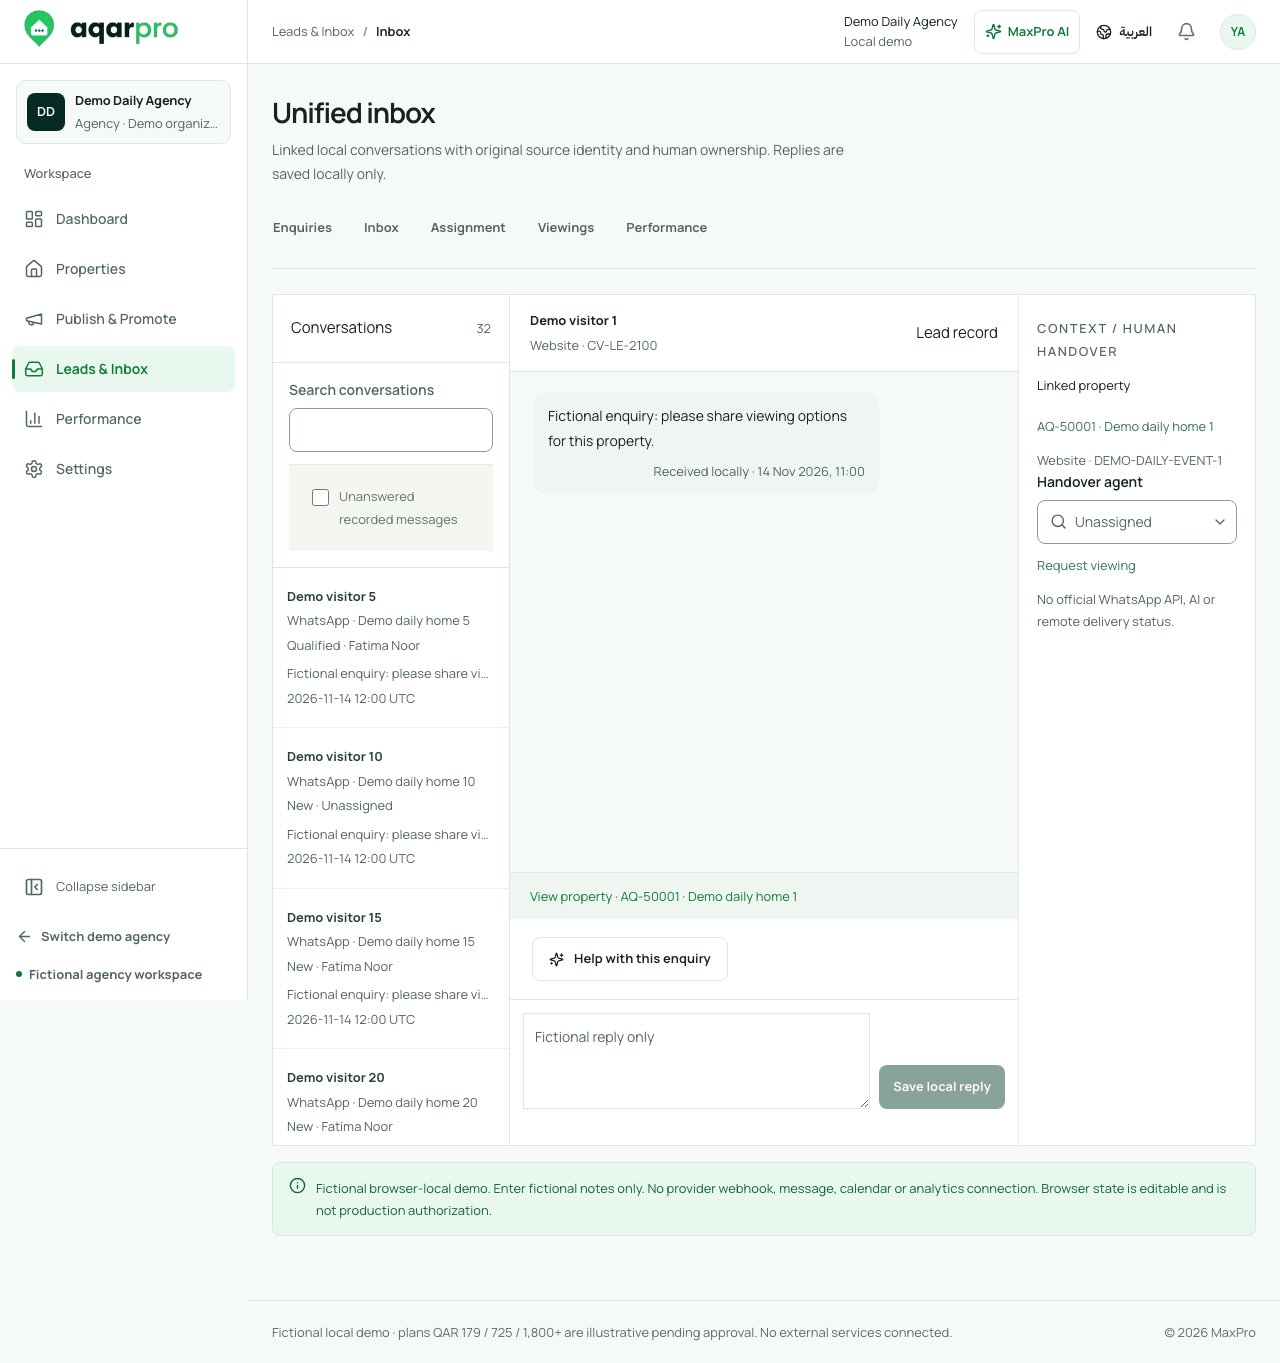 aqarpro
Leads & Inbox / Inbox
Demo Daily Agency
Local demo
MaxPro AI
العربية
YA
DD
Demo Daily Agency
Agency · Demo organiz...
Workspace
Dashboard
Properties
Publish & Promote
Leads & Inbox
Performance
Settings
Collapse sidebar
Switch demo agency
Fictional agency workspace
Unified inbox
Linked local conversations with original source identity and human ownership. Replies are
saved locally only.
Enquiries Inbox Assignment Viewings Performance
Conversations 32
Search conversations
Unanswered
recorded messages
Demo visitor 5
WhatsApp · Demo daily home 5
Qualified · Fatima Noor
Fictional enquiry: please share vi...
2026-11-14 12:00 UTC
Demo visitor 10
WhatsApp · Demo daily home 10
New · Unassigned
Fictional enquiry: please share vi...
2026-11-14 12:00 UTC
Demo visitor 15
WhatsApp · Demo daily home 15
New · Fatima Noor
Fictional enquiry: please share vi...
2026-11-14 12:00 UTC
Demo visitor 20
WhatsApp · Demo daily home 20
New · Fatima Noor
Demo visitor 1
Website · CV-LE-2100
Lead record
Fictional enquiry: please share viewing options
for this property.
Received locally · 14 Nov 2026, 11:00
View property · AQ-50001 · Demo daily home 1
Help with this enquiry
Fictional reply only
Save local reply
CONTEXT / HUMAN
HANDOVER
Linked property
AQ-50001 · Demo daily home 1
Website · DEMO-DAILY-EVENT-1
Handover agent
Unassigned
Request viewing
No official WhatsApp API, AI or
remote delivery status.
Fictional browser-local demo. Enter fictional notes only. No provider webhook, message, calendar or analytics connection. Browser state is editable and is
not production authorization.
Fictional local demo · plans QAR 179 / 725 / 1,800+ are illustrative pending approval. No external services connected.
© 2026 MaxPro